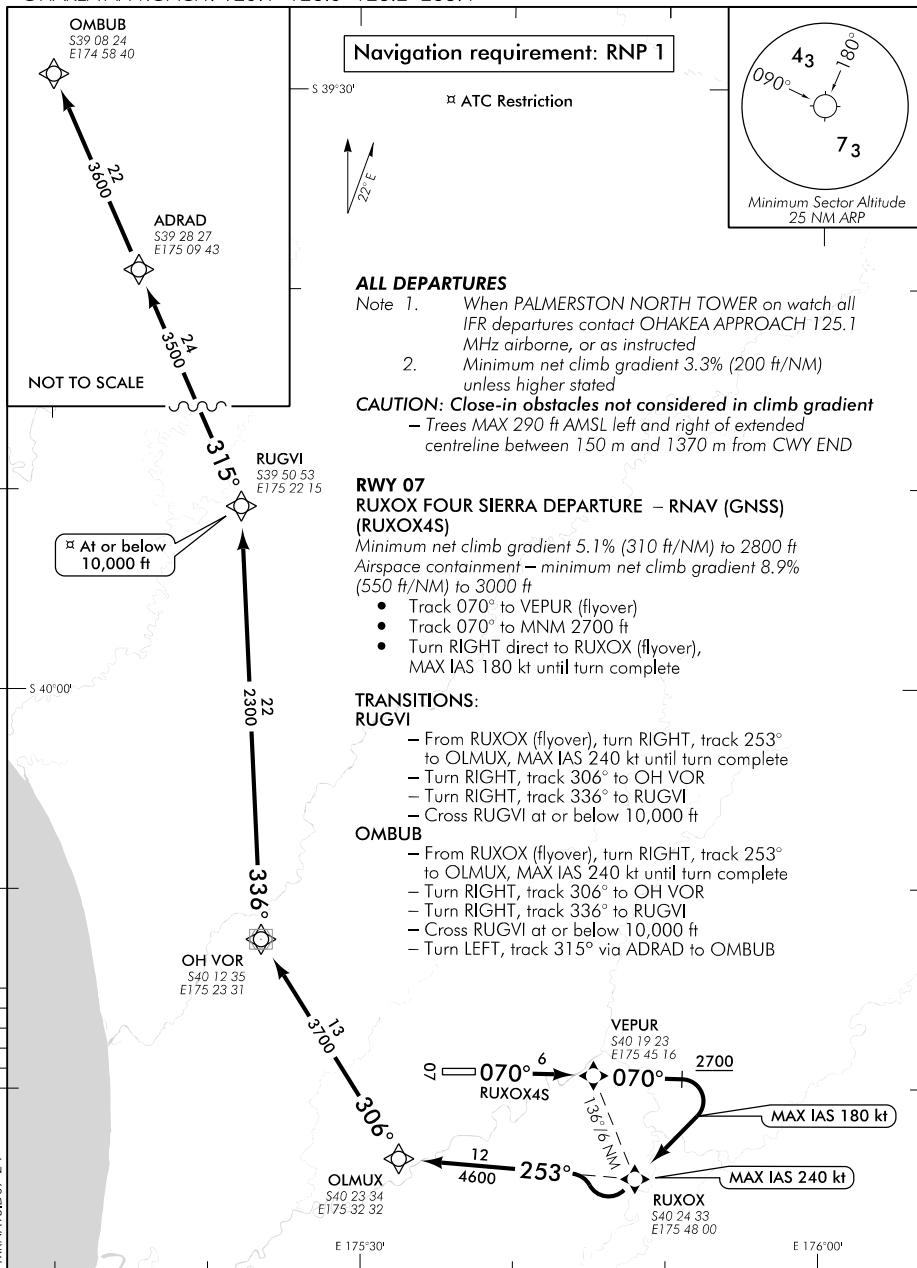 OMBUB
S39 08 24
E174 58 40
22
3600
ADRAD
S39 28 27
E175 09 43
24
3500
NOT TO SCALE
Navigation requirement: RNP 1
S 39°30'
¤ ATC Restriction
22° E
43
090°
180°
73
Minimum Sector Altitude
25 NM ARP
ALL DEPARTURES
Note 1. When PALMERSTON NORTH TOWER on watch all
IFR departures contact OHAKEA APPROACH 125.1
MHz airborne, or as instructed
2. Minimum net climb gradient 3.3% (200 ft/NM)
unless higher stated
CAUTION: Close-in obstacles not considered in climb gradient
– Trees MAX 290 ft AMSL left and right of extended
centreline between 150 m and 1370 m from CWY END
RWY 07
RUXOX FOUR SIERRA DEPARTURE – RNAV (GNSS)
(RUXOX4S)
Minimum net climb gradient 5.1% (310 ft/NM) to 2800 ft
Airspace containment – minimum net climb gradient 8.9%
(550 ft/NM) to 3000 ft
• Track 070° to VEPUR (flyover)
• Track 070° to MNM 2700 ft
• Turn RIGHT direct to RUXOX (flyover),
MAX IAS 180 kt until turn complete
TRANSITIONS:
RUGVI
– From RUXOX (flyover), turn RIGHT, track 253°
to OLMUX, MAX IAS 240 kt until turn complete
– Turn RIGHT, track 306° to OH VOR
– Turn RIGHT, track 336° to RUGVI
– Cross RUGVI at or below 10,000 ft
OMBUB
– From RUXOX (flyover), turn RIGHT, track 253°
to OLMUX, MAX IAS 240 kt until turn complete
– Turn RIGHT, track 306° to OH VOR
– Turn RIGHT, track 336° to RUGVI
– Cross RUGVI at or below 10,000 ft
– Turn LEFT, track 315° via ADRAD to OMBUB
315°
RUGVI
S39 50 53
E175 22 15
¤ At or below
10,000 ft
S 40°00'
22
2300
336°
OH VOR
S40 12 35
E175 23 31
13
3700
306°
OLMUX
S40 23 34
E175 32 32
12
4600
253°
07
070°
6
RUXOX4S
VEPUR
S40 19 23
E175 45 16
070°
2700
136°/6 NM
MAX IAS 180 kt
MAX IAS 240 kt
RUXOX
S40 24 33
E175 48 00
E 175°30'
E 176°00'